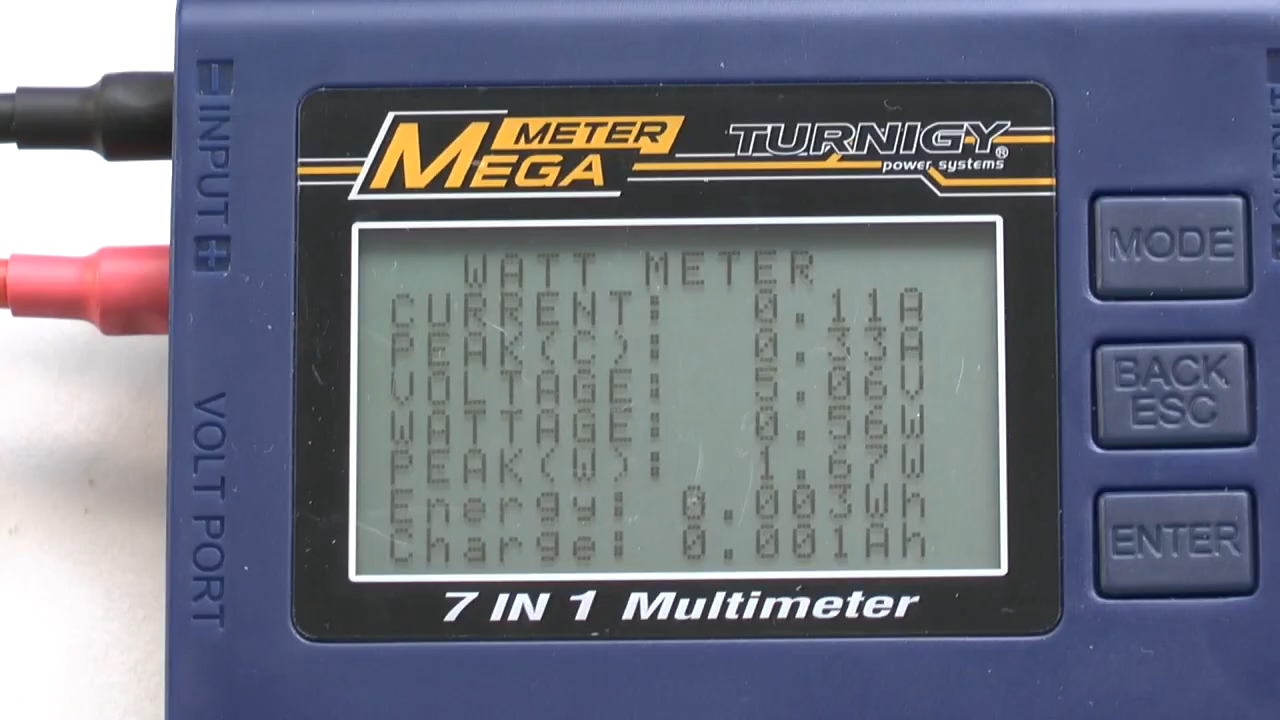 METER
MEGA
TURNIGY®
power systems
- INPUT +
VOLT PORT
WATT METER
CURRENT: 0.11A
PEAK(C): 0.33A
VOLTAGE: 5.06V
WATTAGE: 0.56W
PEAK(W): 1.67W
Energy: 0.003Wh
Charge: 0.001Ah
7 IN 1 Multimeter
MODE
BACK
ESC
ENTER